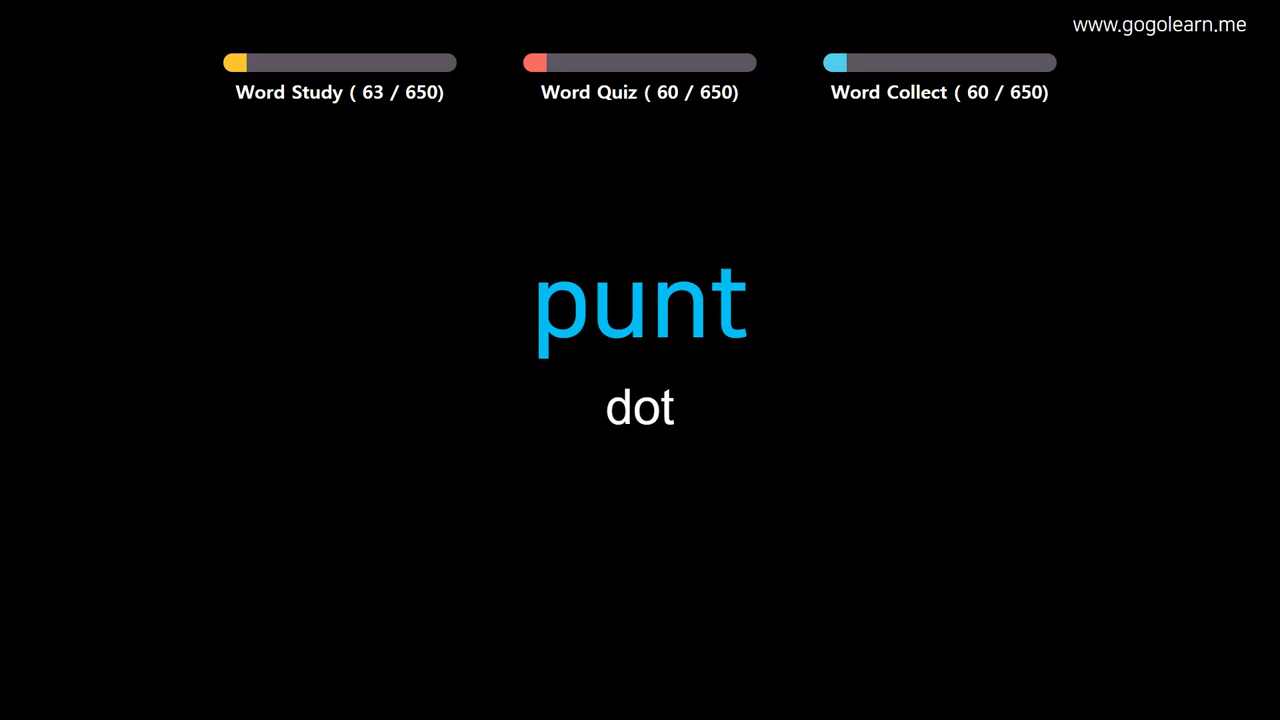 www.gogolearn.me
Word Study ( 63 / 650)
Word Quiz ( 60 / 650)
Word Collect ( 60 / 650)
punt
dot